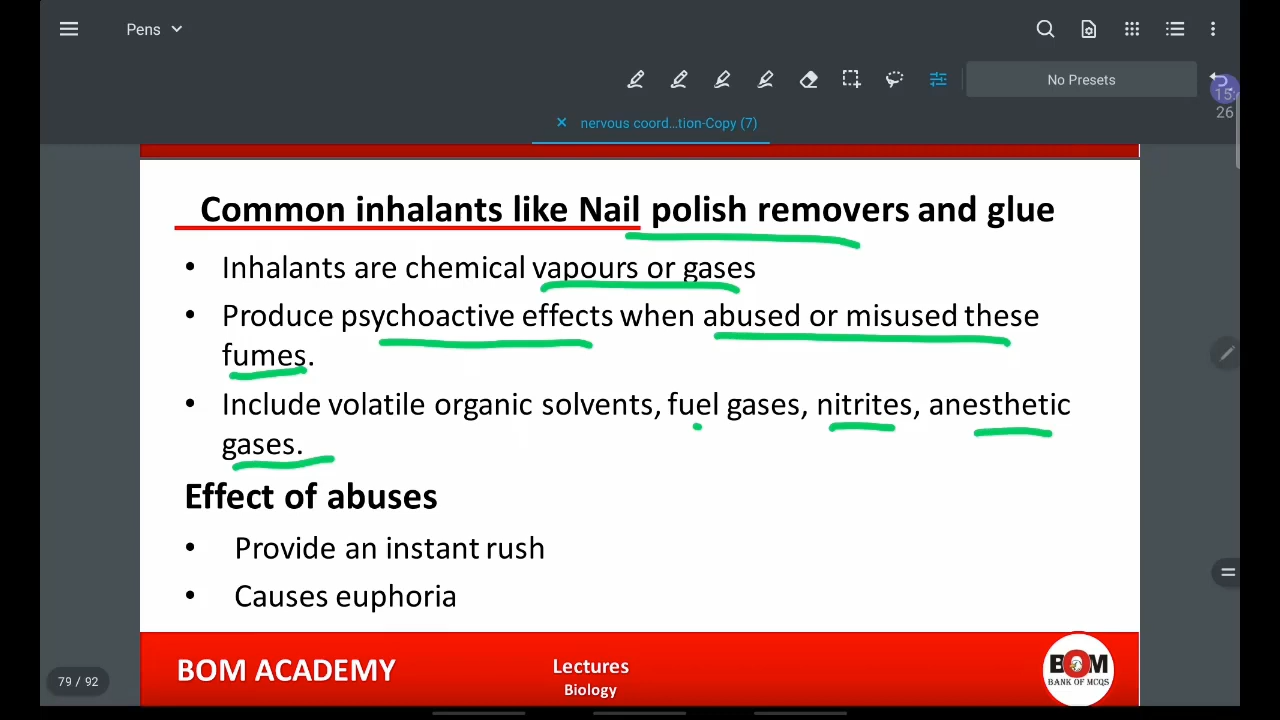 Pens
No Presets
15:
26
nervous coord...tion-Copy (7)
Common inhalants like Nail polish removers and glue
• Inhalants are chemical vapours or gases
• Produce psychoactive effects when abused or misused these
fumes.
• Include volatile organic solvents, fuel gases, nitrites, anesthetic
gases.
Effect of abuses
• Provide an instant rush
• Causes euphoria
BOM ACADEMY
Lectures
Biology
BOM
BANK OF MCQS
79 / 92